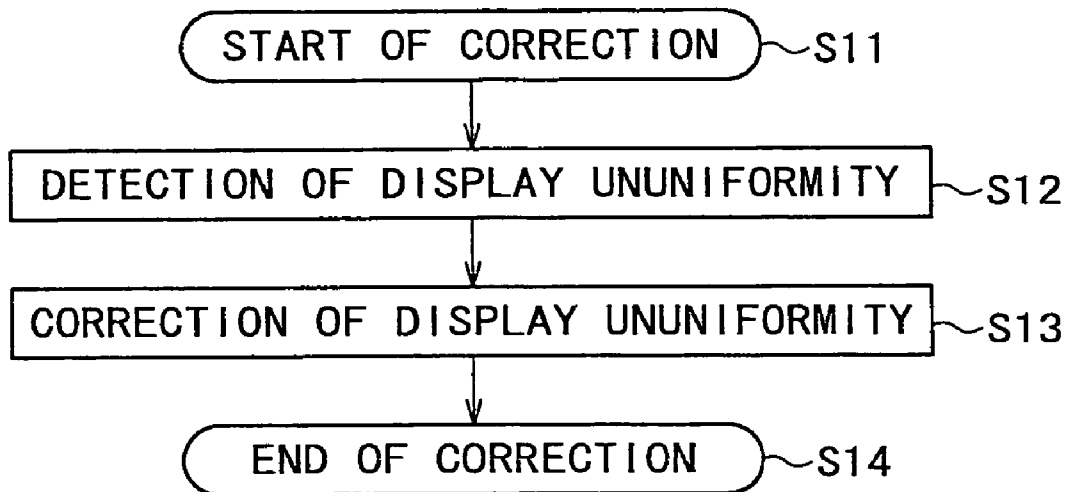 START OF CORRECTION S11
DETECTION OF DISPLAY UNUNIFORMITY S12
CORRECTION OF DISPLAY UNUNIFORMITY S13
END OF CORRECTION S14